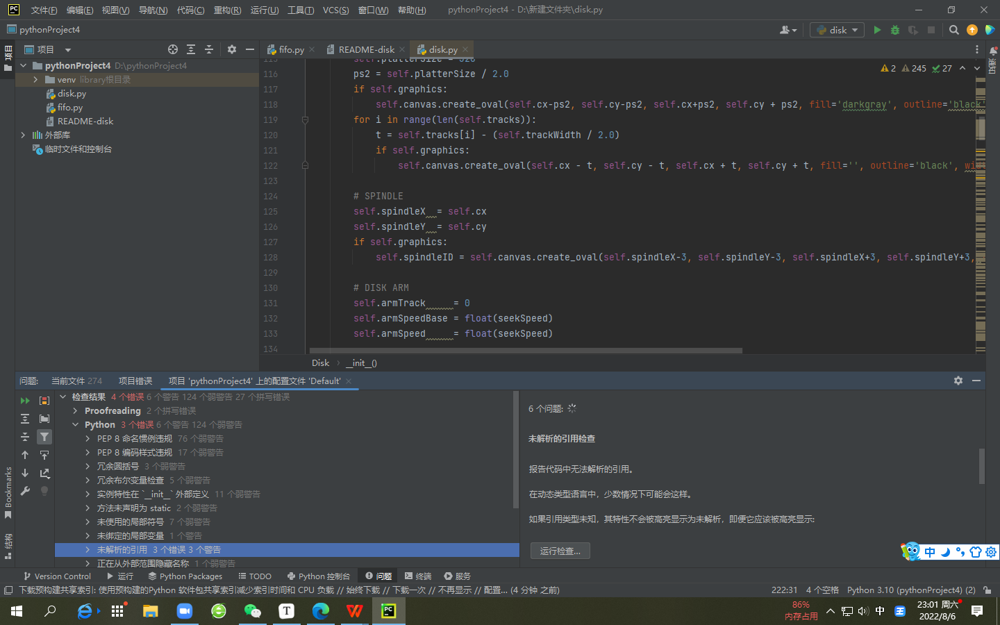 文件(F) 编辑(E) 视图(V) 导航(N) 代码(C) 重构(R) 运行(U) 工具(T) VCS(S) 窗口(W) 帮助(H) pythonProject4 - D:\新建文件夹\disk.py
pythonProject4
disk
项目
fifo.py
README-disk
disk.py
通知
pythonProject4 D:\pythonProject4
venv library根目录
disk.py
fifo.py
README-disk
外部库
临时文件和控制台
2 245 27
115 self.platterSize = 320
116 ps2 = self.platterSize / 2.0
117 if self.graphics:
118 self.canvas.create_oval(self.cx-ps2, self.cy-ps2, self.cx+ps2, self.cy + ps2, fill='darkgray', outline='black'
119 for i in range(len(self.tracks)):
120 t = self.tracks[i] - (self.trackWidth / 2.0)
121 if self.graphics:
122 self.canvas.create_oval(self.cx - t, self.cy - t, self.cx + t, self.cy + t, fill='', outline='black', wid
123
124 # SPINDLE
125 self.spindleX = self.cx
126 self.spindleY = self.cy
127 if self.graphics:
128 self.spindleID = self.canvas.create_oval(self.spindleX-3, self.spindleY-3, self.spindleX+3, self.spindleY+3,
129
130 # DISK ARM
131 self.armTrack = 0
132 self.armSpeedBase = float(seekSpeed)
133 self.armSpeed = float(seekSpeed)
134
Disk › __init__()
问题: 当前文件 274 项目错误 项目 'pythonProject4' 上的配置文件 'Default'
检查结果 4 个错误 6 个警告 124 个弱警告 27 个拼写错误
Proofreading 2 个拼写错误
Python 3 个错误 6 个警告 124 个弱警告
PEP 8 命名惯例违规 76 个弱警告
PEP 8 编码样式违规 17 个弱警告
冗余圆括号 3 个弱警告
冗余布尔变量检查 5 个弱警告
实例特性在 `__init__` 外部定义 11 个弱警告
方法未声明为 static 2 个弱警告
未使用的局部符号 7 个弱警告
未绑定的局部变量 1 个警告
未解析的引用 3 个错误 3 个警告
正在从外部范围隐藏名称 1 个弱警告
6 个问题:
未解析的引用检查
报告代码中无法解析的引用。
在动态类型语言中，少数情况下可能会这样。
如果引用类型未知，其特性不会被高亮显示为未解析，即便它应该被高亮显示:
运行检查...
Bookmarks
结构
中
Version Control 运行 Python Packages TODO Python 控制台 问题 终端 服务
下载预构建共享索引: 使用预构建的Python 软件包共享索引减少索引时间和 CPU 负载 // 始终下载 // 下载一次 // 不再显示 // 配置... (4 分钟 之前) 222:31 4 个空格 Python 3.10 (pythonProject4) (2)
86%
内存占用
中
23:01 周六
2022/8/6